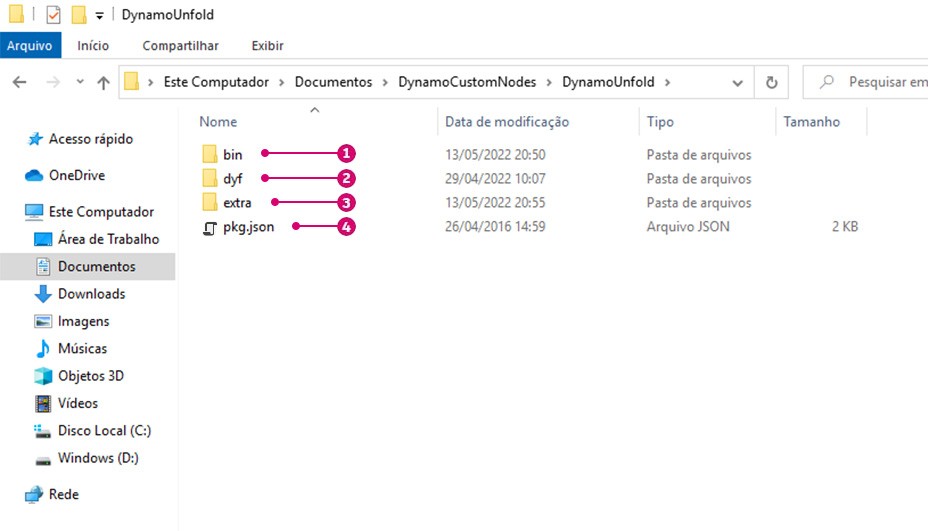 DynamoUnfold
Arquivo Início Compartilhar Exibir
Este Computador Documentos DynamoCustomNodes DynamoUnfold Pesquisar em
Nome Data de modificação Tipo Tamanho
Acesso rápido
OneDrive
Este Computador
Área de Trabalho
Documentos
Downloads
Imagens
Músicas
Objetos 3D
Vídeos
Disco Local (C:)
Windows (D:)
Rede
bin 1 13/05/2022 20:50 Pasta de arquivos
dyf 2 29/04/2022 10:07 Pasta de arquivos
extra 3 13/05/2022 20:55 Pasta de arquivos
pkg.json 4 26/04/2016 14:59 Arquivo JSON 2 KB